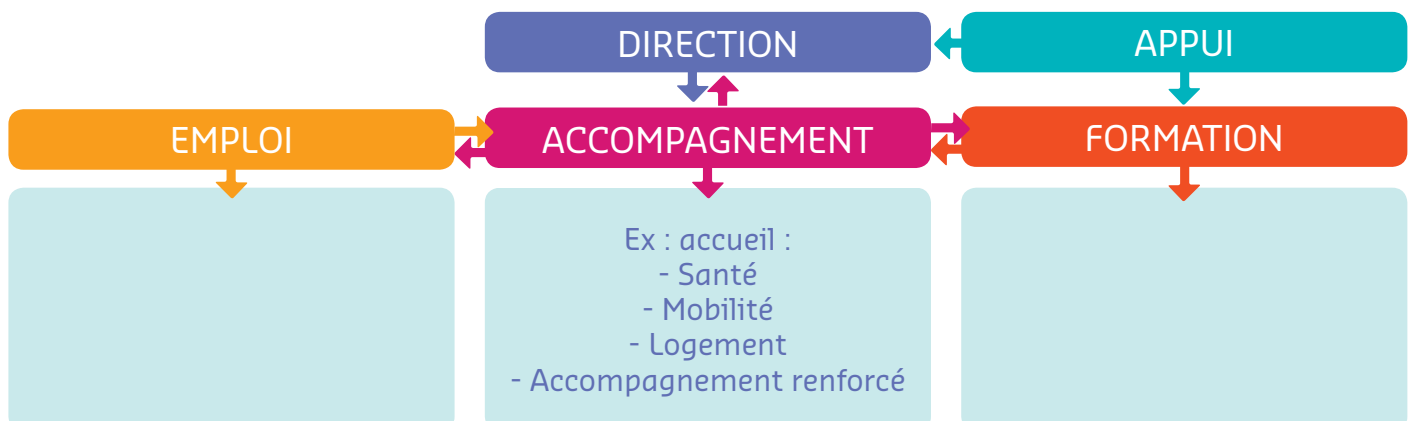 DIRECTION
APPUI
EMPLOI
ACCOMPAGNEMENT
FORMATION
Ex : accueil :
- Santé
- Mobilité
- Logement
- Accompagnement renforcé